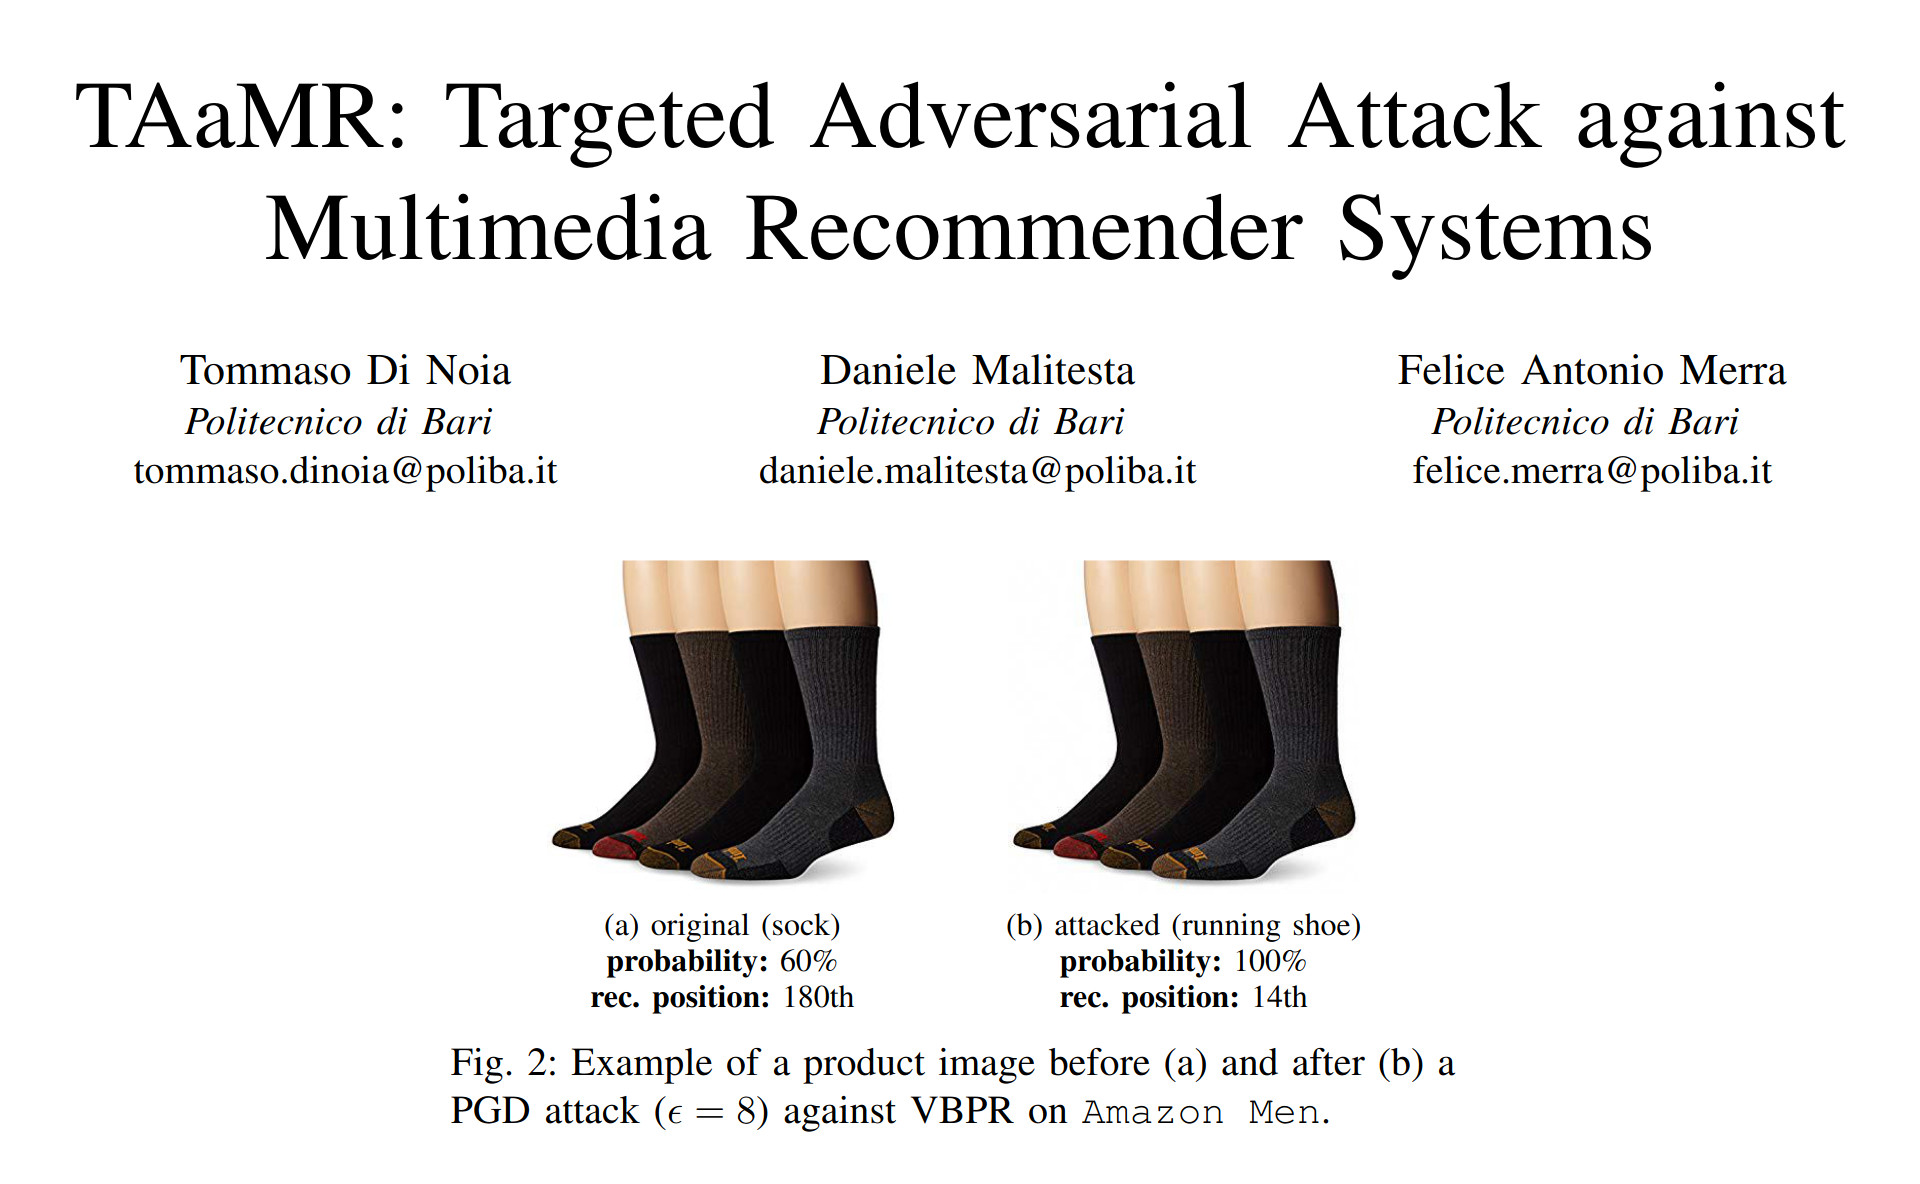 TAaMR: Targeted Adversarial Attack against
Multimedia Recommender Systems
Tommaso Di Noia
Politecnico di Bari
tommaso.dinoia@poliba.it
Daniele Malitesta
Politecnico di Bari
daniele.malitesta@poliba.it
Felice Antonio Merra
Politecnico di Bari
felice.merra@poliba.it
(a) original (sock)
probability: 60%
rec. position: 180th
(b) attacked (running shoe)
probability: 100%
rec. position: 14th
Fig. 2: Example of a product image before (a) and after (b) a
PGD attack (ϵ = 8) against VBPR on Amazon Men.